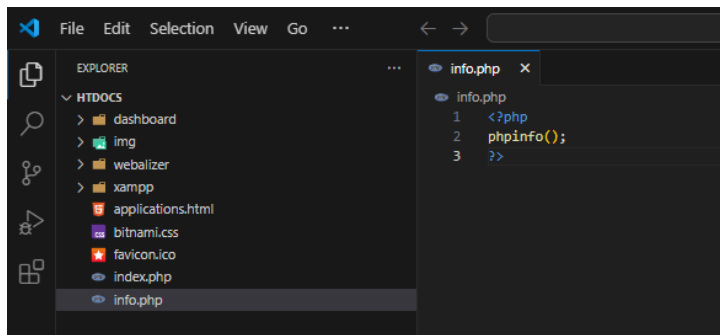 File Edit Selection View Go ...
EXPLORER ...
HTDOCS
dashboard
img
webalizer
xampp
applications.html
bitnami.css
favicon.ico
index.php
info.php
info.php
info.php
1 <?php
2 phpinfo();
3 ?>